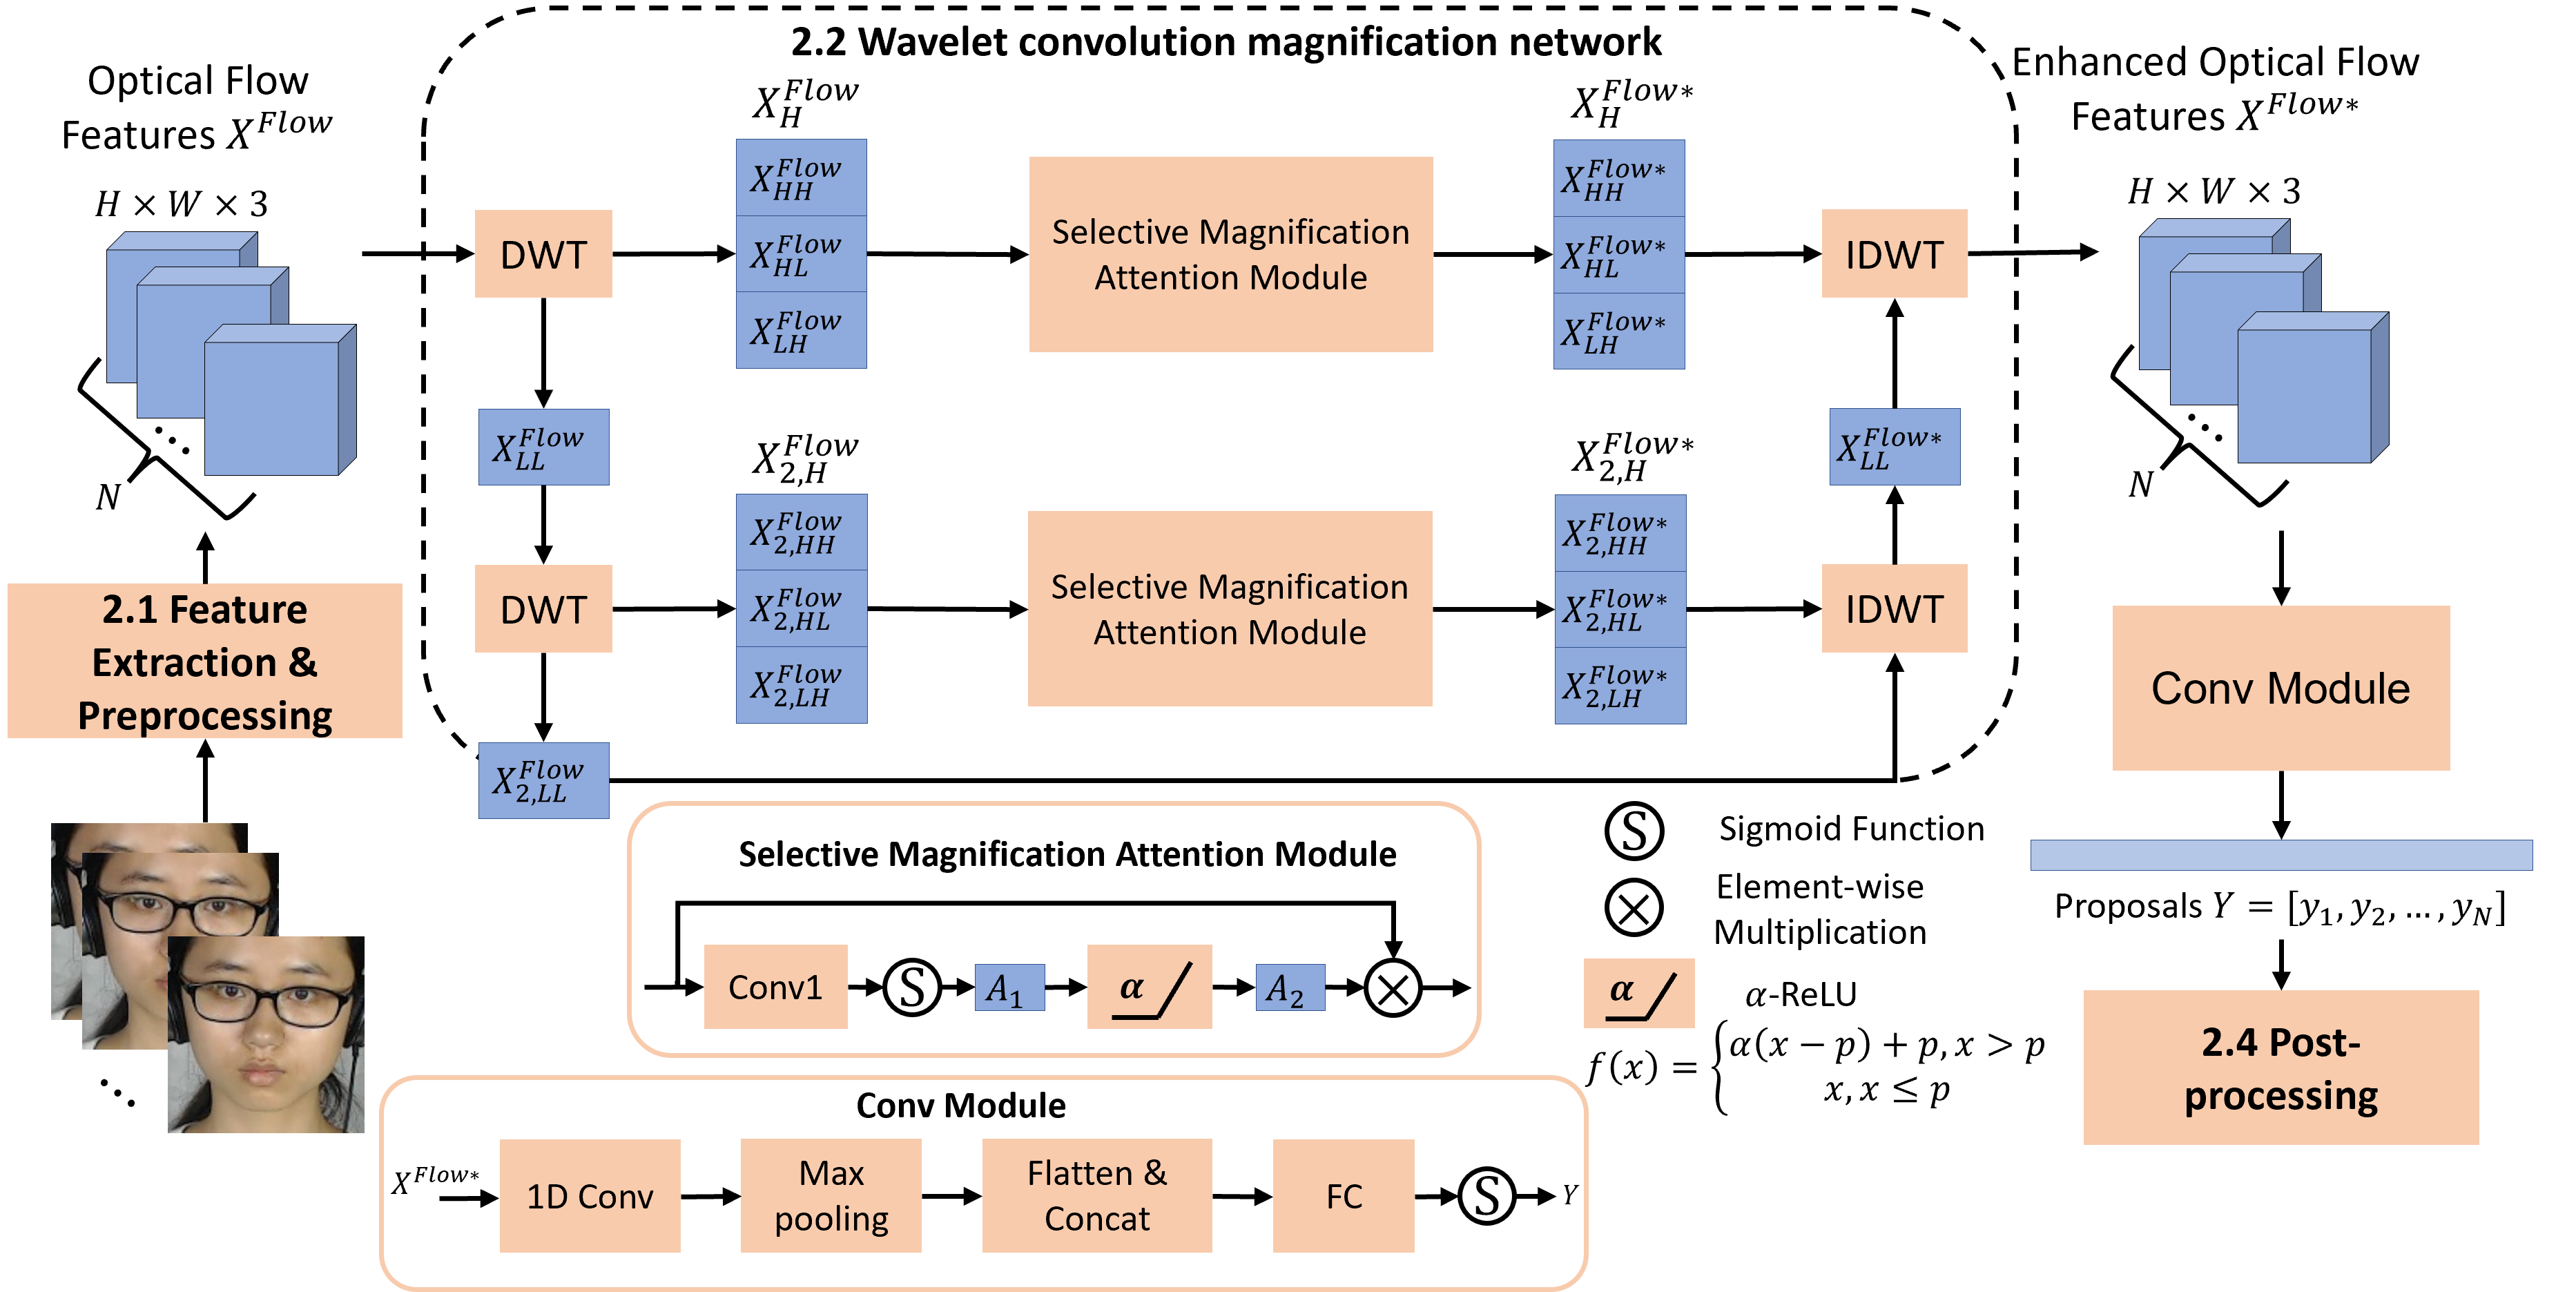 2.2 Wavelet convolution magnification network
Optical Flow
Features $X^{Flow}$
$H \times W \times 3$
$N$
2.1 Feature
Extraction &
Preprocessing
DWT
$X_{LL}^{Flow}$
DWT
$X_{2,LL}^{Flow}$
$X_{H}^{Flow}$
$X_{HH}^{Flow}$
$X_{HL}^{Flow}$
$X_{LH}^{Flow}$
Selective Magnification
Attention Module
$X_{H}^{Flow*}$
$X_{HH}^{Flow*}$
$X_{HL}^{Flow*}$
$X_{LH}^{Flow*}$
IDWT
$X_{2,H}^{Flow}$
$X_{2,HH}^{Flow}$
$X_{2,HL}^{Flow}$
$X_{2,LH}^{Flow}$
Selective Magnification
Attention Module
$X_{2,H}^{Flow*}$
$X_{2,HH}^{Flow*}$
$X_{2,HL}^{Flow*}$
$X_{2,LH}^{Flow*}$
$X_{LL}^{Flow*}$
IDWT
Enhanced Optical Flow
Features $X^{Flow*}$
$H \times W \times 3$
$N$
Conv Module
Proposals $Y = [y_1, y_2, \ldots, y_N]$
2.4 Post-
processing
Selective Magnification Attention Module
Conv1
S
$A_1$
α
$A_2$
S Sigmoid Function
Element-wise
Multiplication
α
α-ReLU
$f(x) = \begin{cases} \alpha(x - p) + p, x > p \\ x, x \le p \end{cases}$
Conv Module
$X^{Flow*}$
1D Conv
Max
pooling
Flatten &
Concat
FC
S
$Y$